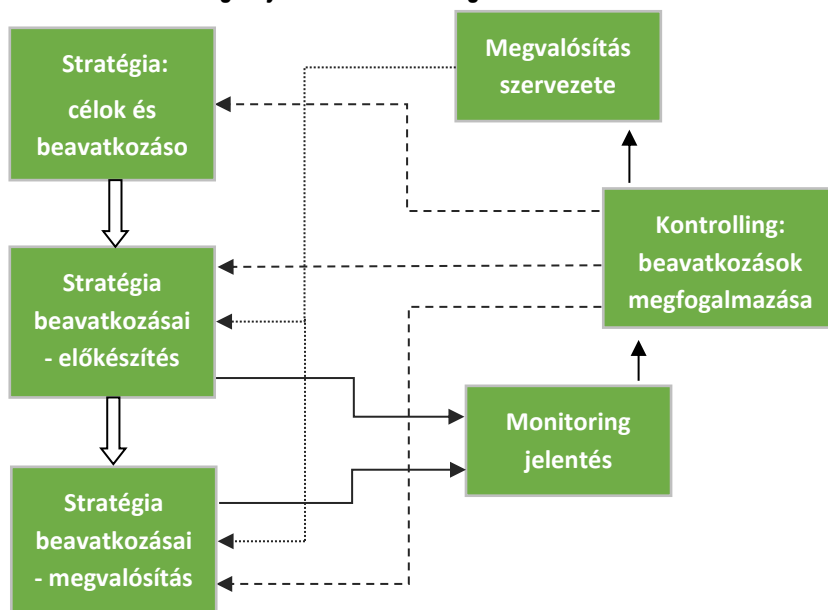 Stratégia:
célok és
beavatkozáso
Megvalósítás
szervezete
Kontrolling:
beavatkozások
megfogalmazása
Stratégia
beavatkozásai
- előkészítés
Monitoring
jelentés
Stratégia
beavatkozásai
- megvalósítás